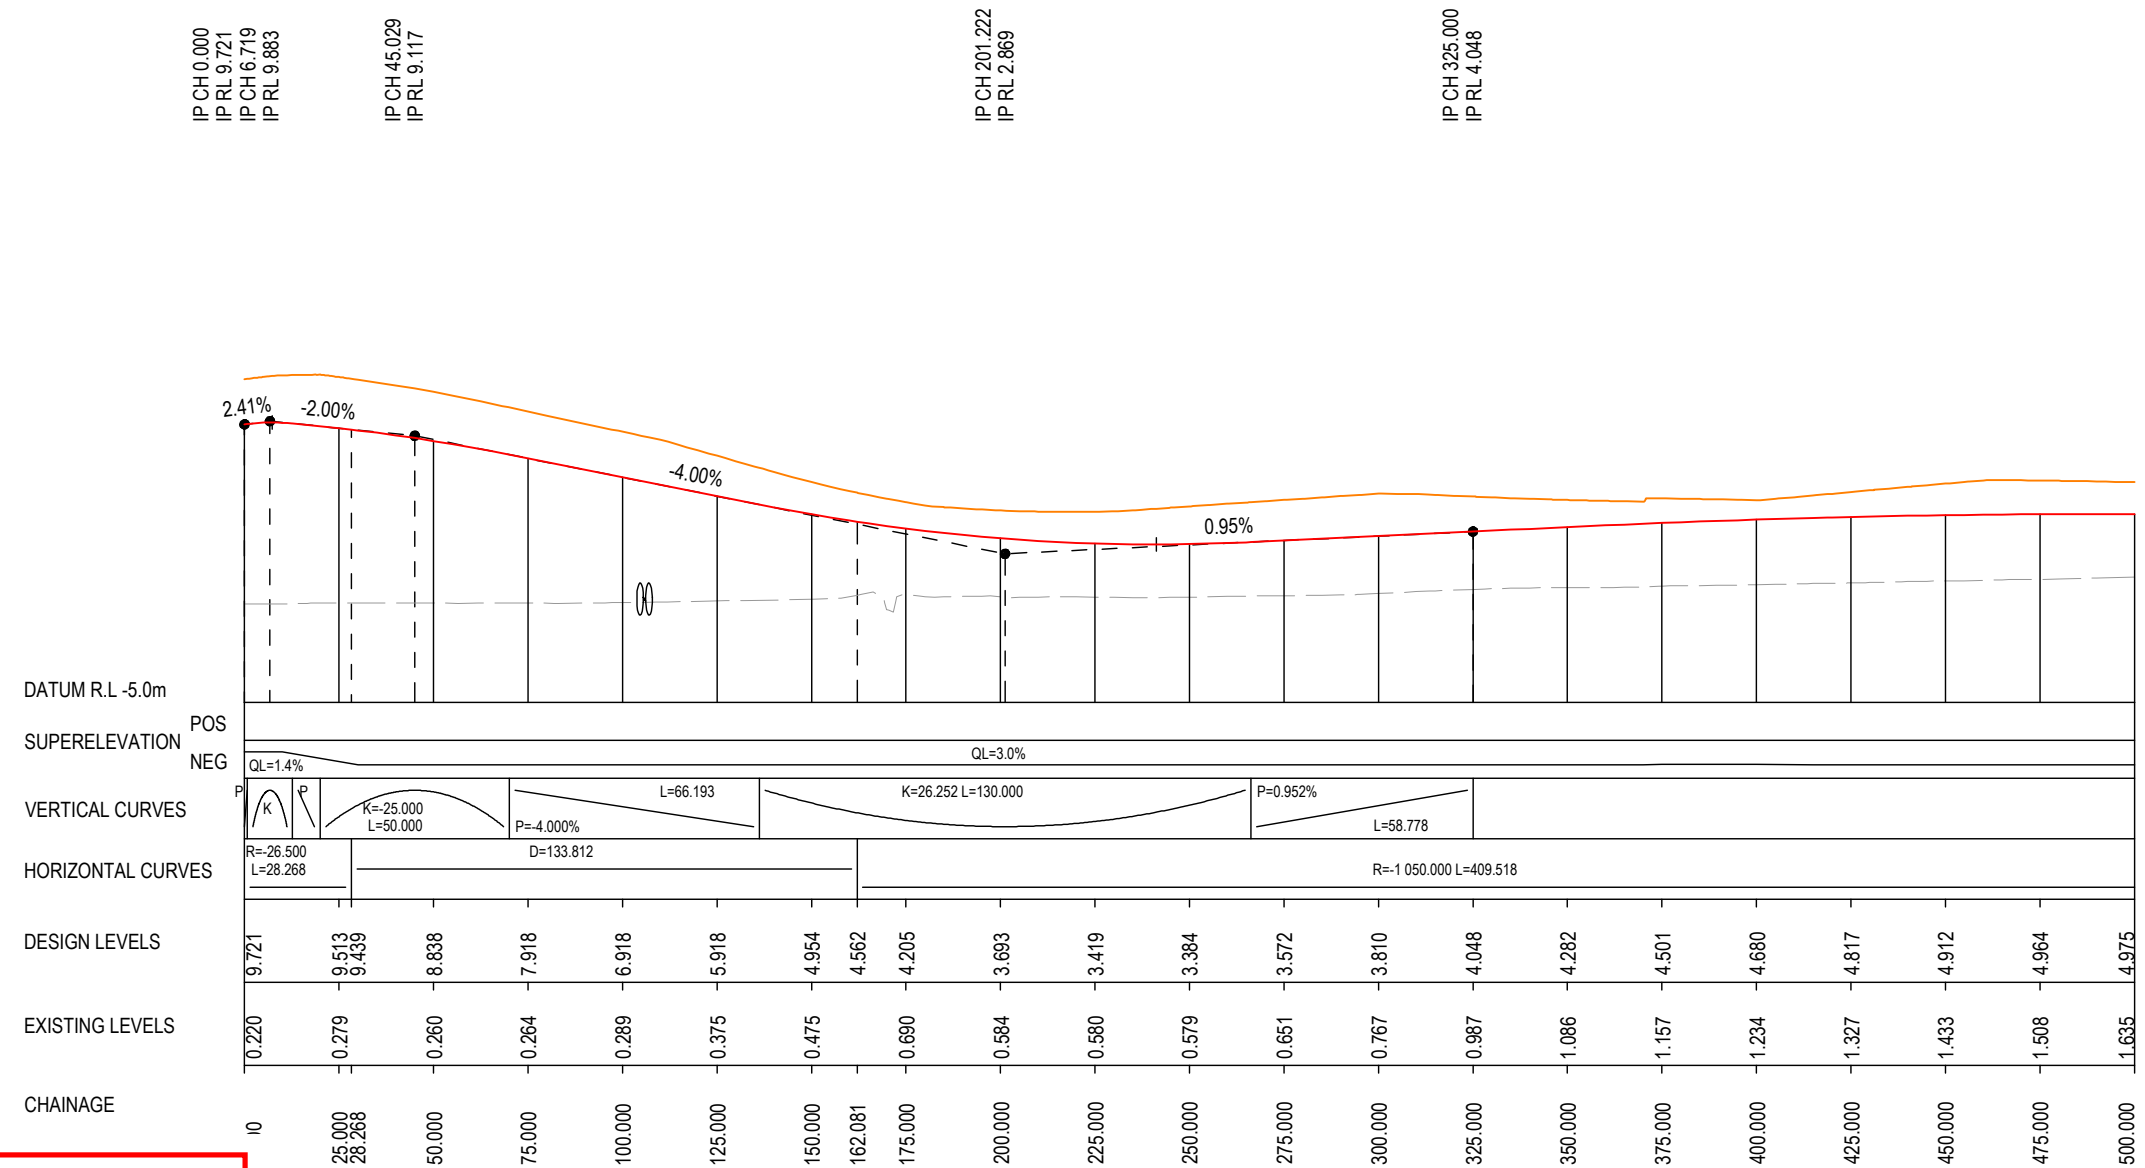 IP CH 0.000
IP RL 9.721
IP CH 6.719
IP RL 9.883
IP CH 45.029
IP RL 9.117
IP CH 201.222
IP RL 2.869
IP CH 325.000
IP RL 4.048
2.41%
-2.00%
-4.00%
0.95%
DATUM R.L -5.0m
SUPERELEVATION
POS
NEG
QL=1.4%
QL=3.0%
VERTICAL CURVES
P
K
P
K=-25.000
L=50.000
L=66.193
P=-4.000%
K=26.252 L=130.000
P=0.952%
L=58.778
HORIZONTAL CURVES
R=-26.500
L=28.268
D=133.812
R=-1 050.000 L=409.518
DESIGN LEVELS
9.721
9.513
9.439
8.838
7.918
6.918
5.918
4.954
4.562
4.205
3.693
3.419
3.384
3.572
3.810
4.048
4.282
4.501
4.680
4.817
4.912
4.964
4.975
EXISTING LEVELS
0.220
0.279
0.260
0.264
0.289
0.375
0.475
0.690
0.584
0.580
0.579
0.651
0.767
0.987
1.086
1.157
1.234
1.327
1.433
1.508
1.635
CHAINAGE
25.000
28.268
50.000
75.000
100.000
125.000
150.000
162.081
175.000
200.000
225.000
250.000
275.000
300.000
325.000
350.000
375.000
400.000
425.000
450.000
475.000
500.000